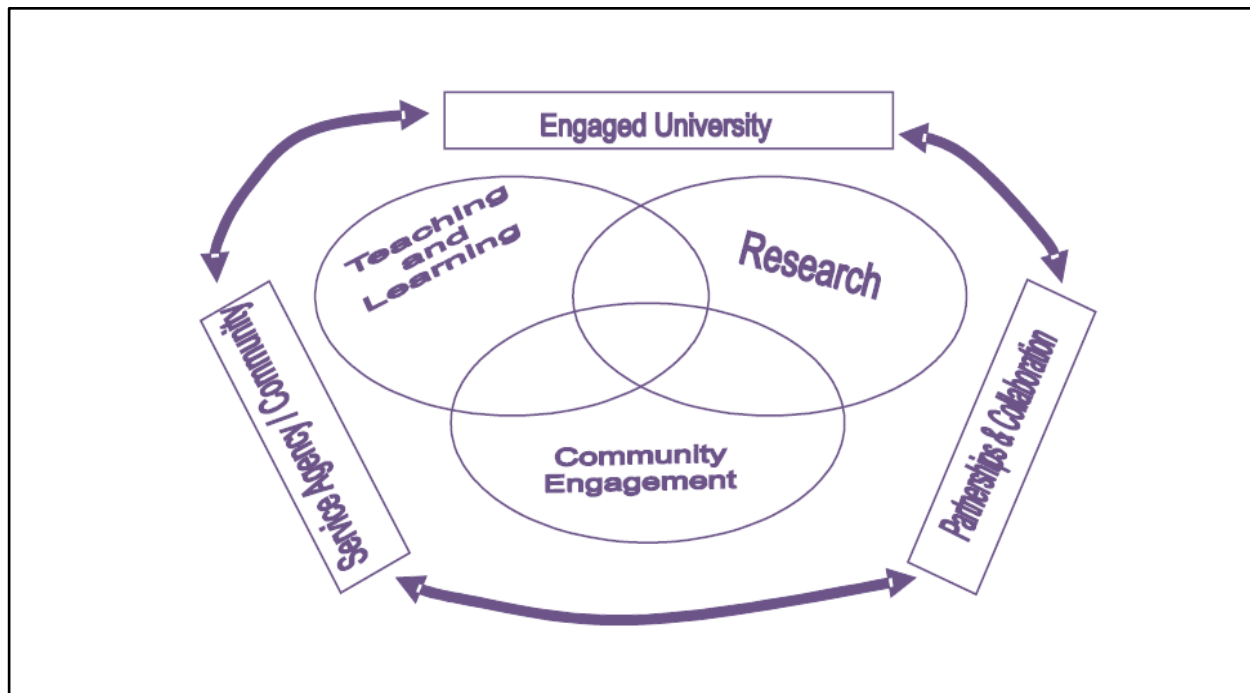 Engaged University
Teaching
and
Learning
Research
Service Agency / Community
Partnerships & Collaboration
Community
Engagement